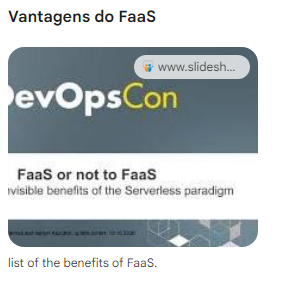 Vantagens do FaaS
www.slidesh...
evOpsCon
FaaS or not to FaaS
visible benefits of the Serverless paradigm
list of the benefits of FaaS.